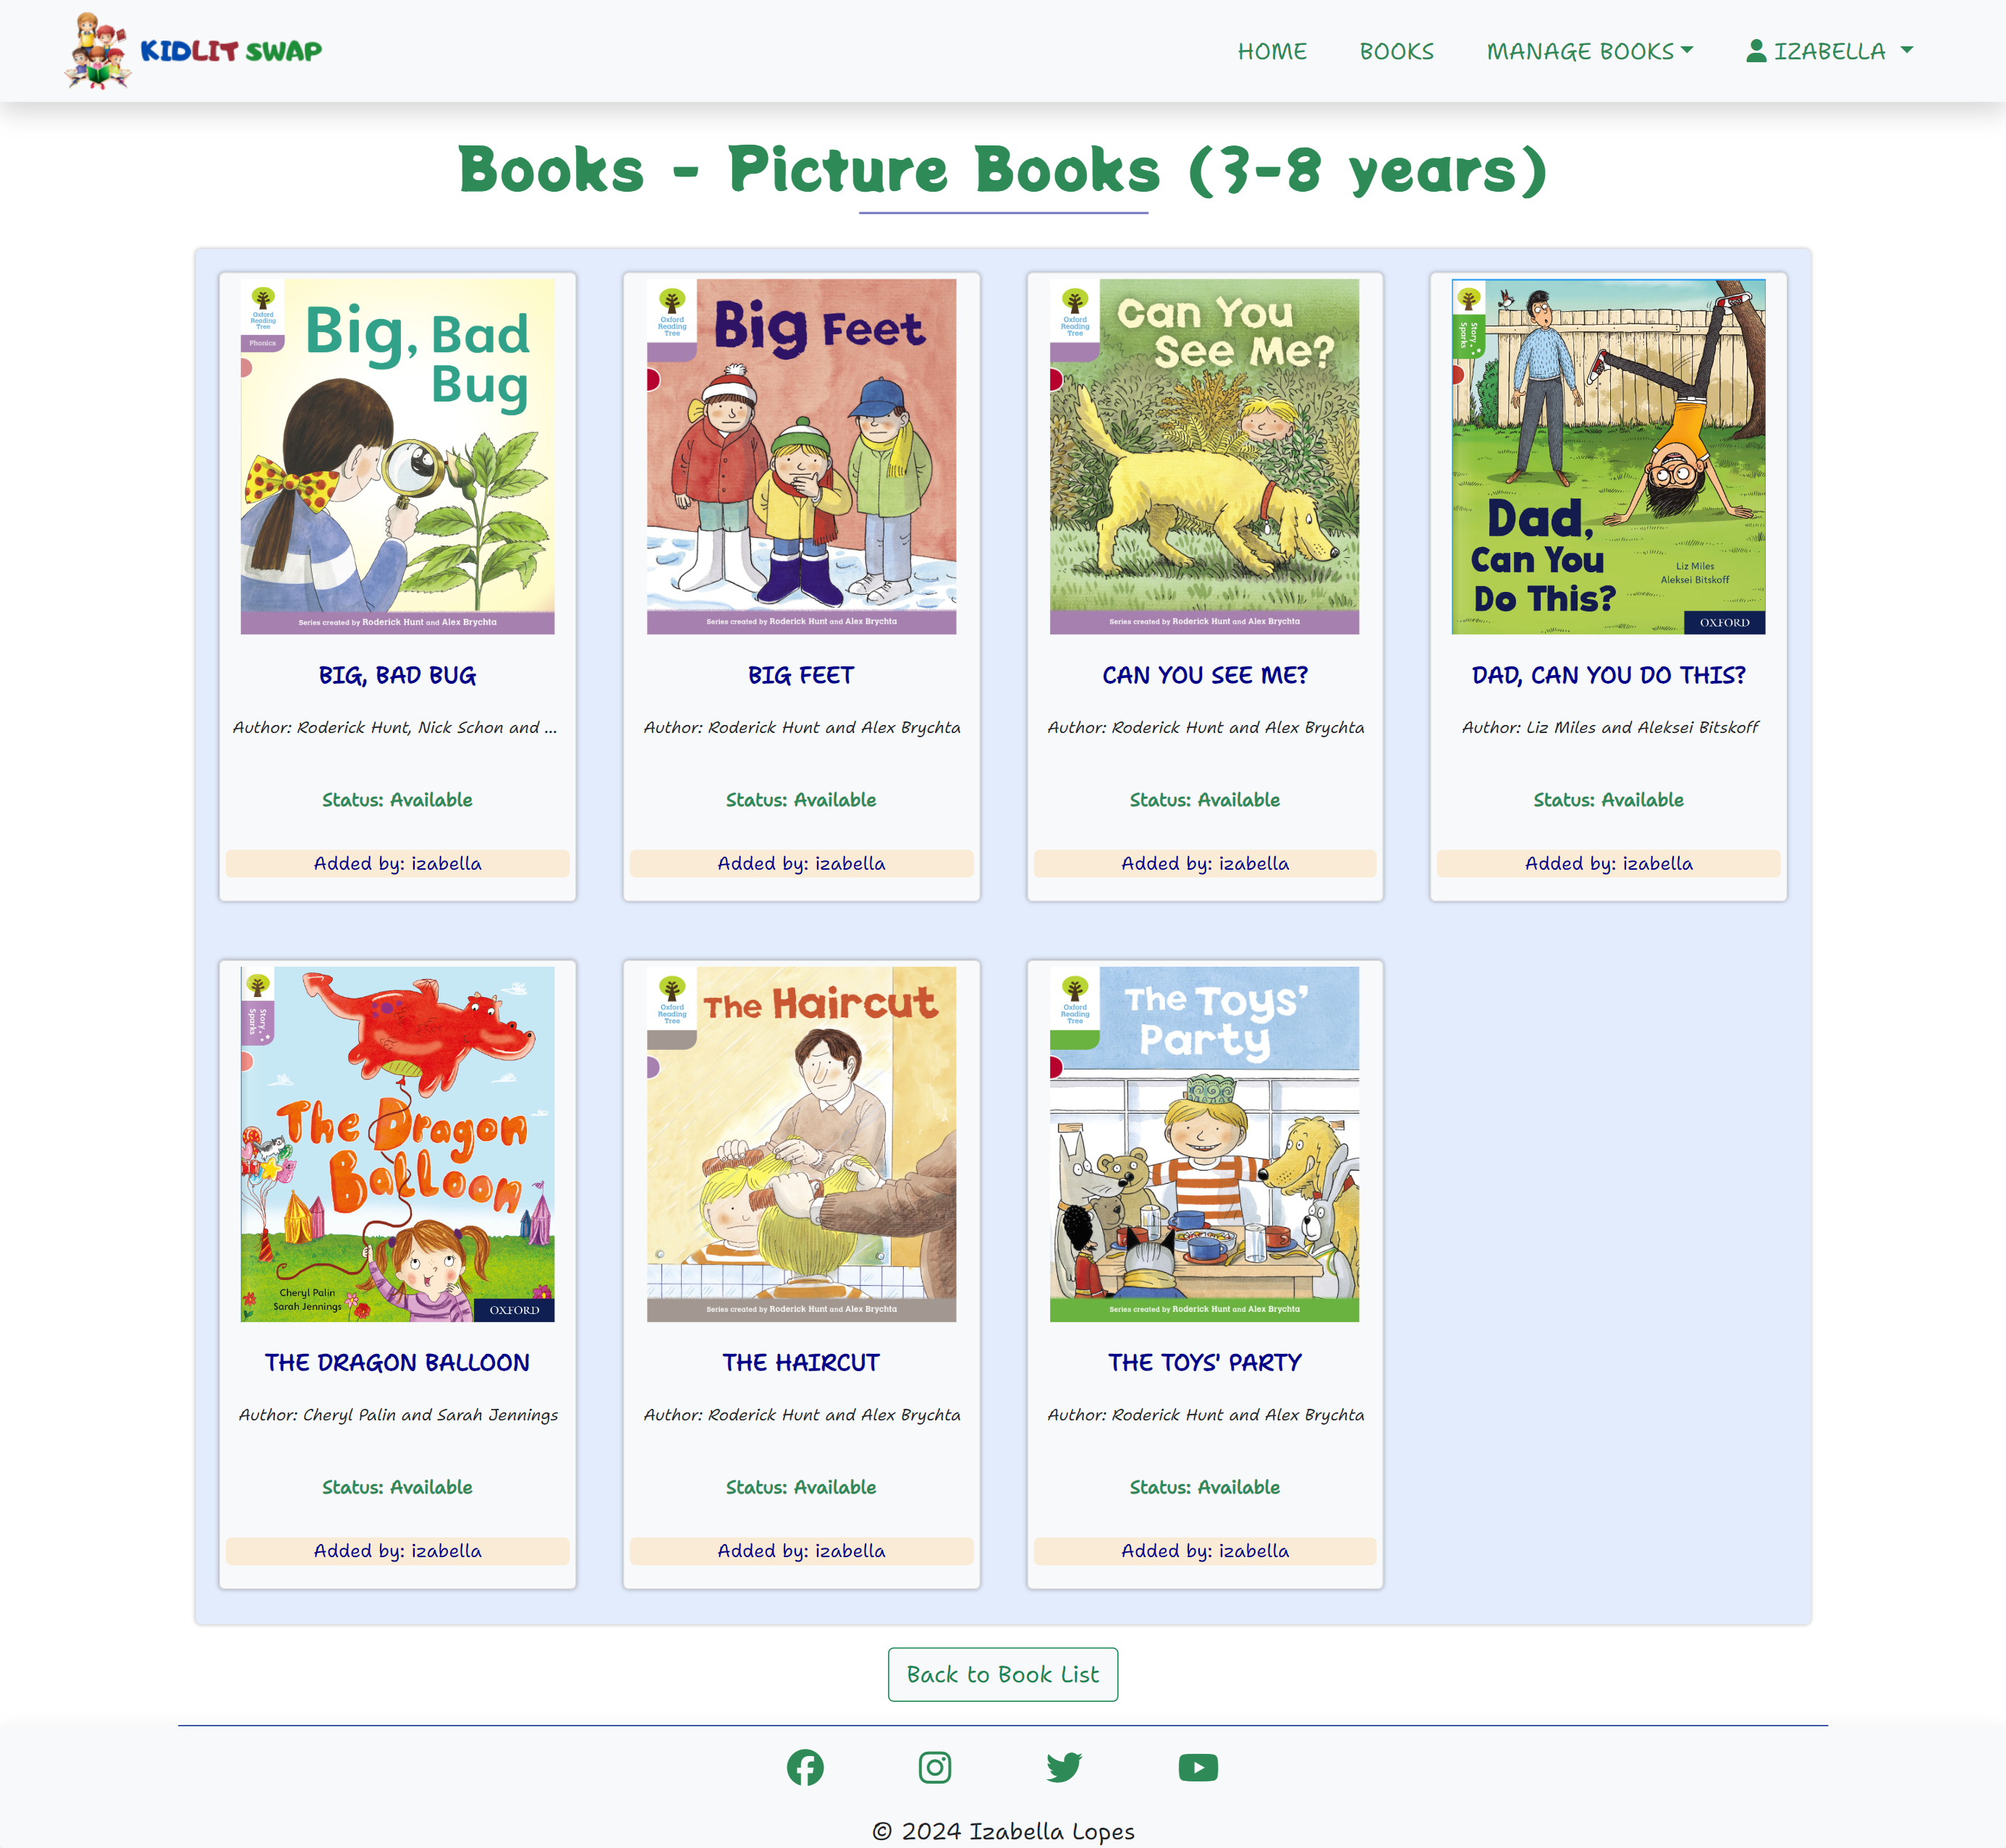 KIDLIT SWAP
HOME
BOOKS
MANAGE BOOKS
IZABELLA
Books - Picture Books (3-8 years)
Oxford
Reading
Tree
Phonics
Big, Bad
Bug
Series created by Roderick Hunt and Alex Brychta
BIG, BAD BUG
Author: Roderick Hunt, Nick Schon and ...
Status: Available
Added by: izabella
Oxford
Reading
Tree
Big Feet
Series created by Roderick Hunt and Alex Brychta
BIG FEET
Author: Roderick Hunt and Alex Brychta
Status: Available
Added by: izabella
Oxford
Reading
Tree
Can You
See Me?
Series created by Roderick Hunt and Alex Brychta
CAN YOU SEE ME?
Author: Roderick Hunt and Alex Brychta
Status: Available
Added by: izabella
Story
Sparks
Dad,
Can You
Do This?
Liz Miles
Aleksei Bitskoff
OXFORD
DAD, CAN YOU DO THIS?
Author: Liz Miles and Aleksei Bitskoff
Status: Available
Added by: izabella
Story
Sparks
The Dragon
Balloon
Cheryl Palin
Sarah Jennings
OXFORD
THE DRAGON BALLOON
Author: Cheryl Palin and Sarah Jennings
Status: Available
Added by: izabella
Oxford
Reading
Tree
The Haircut
Series created by Roderick Hunt and Alex Brychta
THE HAIRCUT
Author: Roderick Hunt and Alex Brychta
Status: Available
Added by: izabella
Oxford
Reading
Tree
The Toys'
Party
Series created by Roderick Hunt and Alex Brychta
THE TOYS' PARTY
Author: Roderick Hunt and Alex Brychta
Status: Available
Added by: izabella
Back to Book List
© 2024 Izabella Lopes